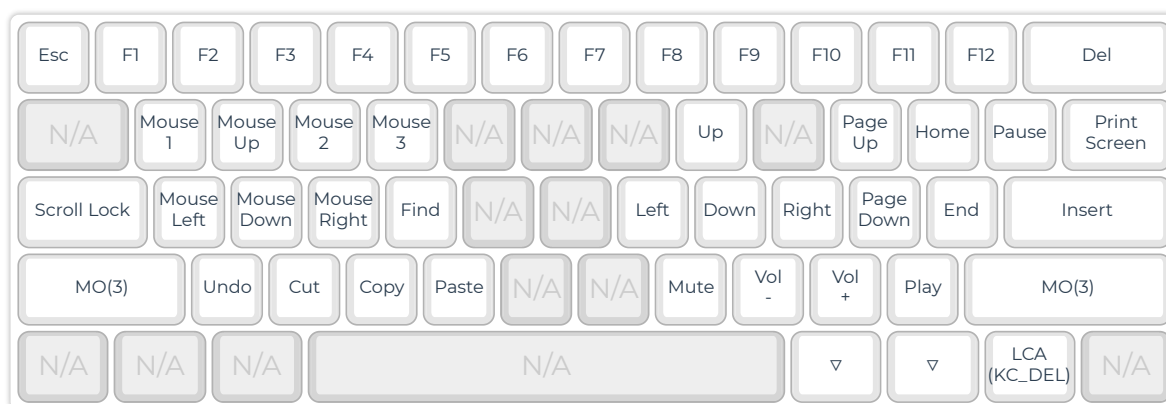 Esc F1 F2 F3 F4 F5 F6 F7 F8 F9 F10 F11 F12 Del
N/A Mouse 1 Mouse Up Mouse 2 Mouse 3 N/A N/A N/A Up N/A Page Up Home Pause Print Screen
Scroll Lock Mouse Left Mouse Down Mouse Right Find N/A N/A Left Down Right Page Down End Insert
MO(3) Undo Cut Copy Paste N/A N/A Mute Vol - Vol + Play MO(3)
N/A N/A N/A N/A ▽ ▽ LCA (KC_DEL) N/A